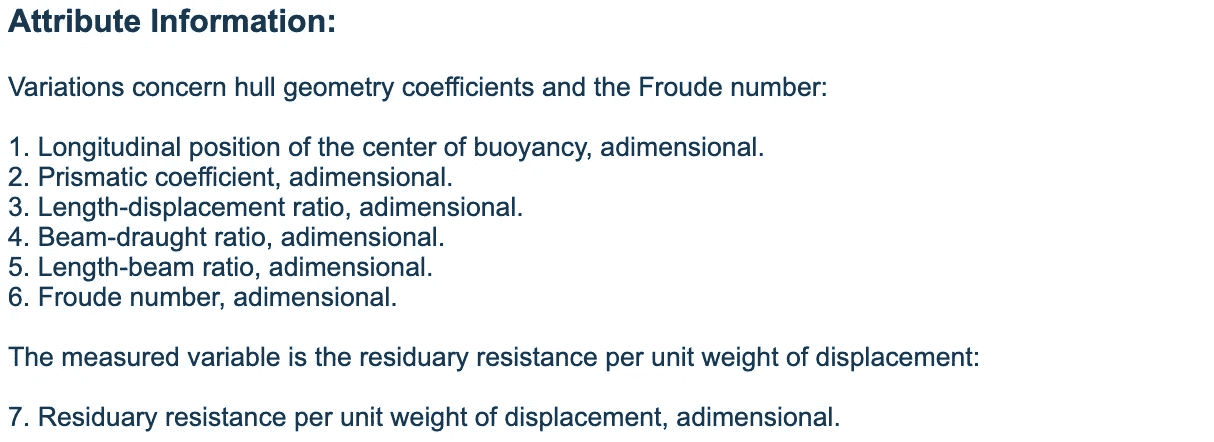 Attribute Information:
Variations concern hull geometry coefficients and the Froude number:
1. Longitudinal position of the center of buoyancy, adimensional.
2. Prismatic coefficient, adimensional.
3. Length-displacement ratio, adimensional.
4. Beam-draught ratio, adimensional.
5. Length-beam ratio, adimensional.
6. Froude number, adimensional.
The measured variable is the residuary resistance per unit weight of displacement:
7. Residuary resistance per unit weight of displacement, adimensional.